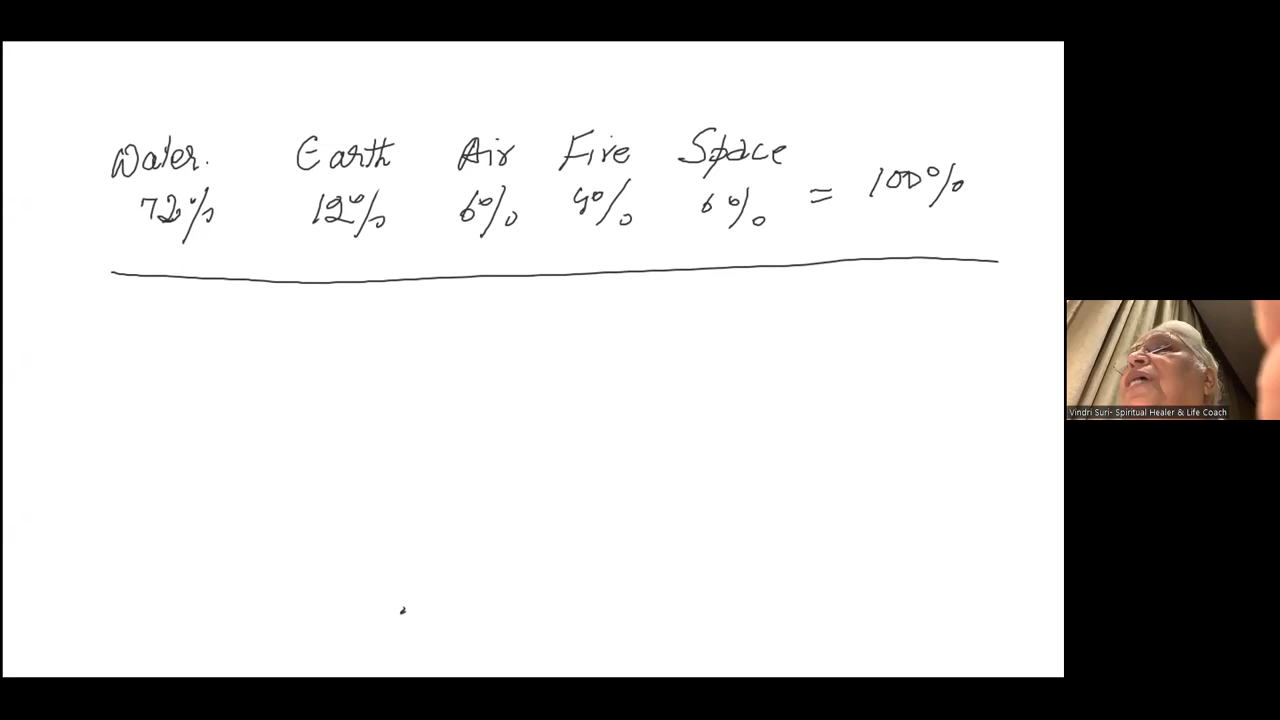 Water. Earth Air Fire Space
72% 12% 6% 4% 6% = 100%
Vindri Suri- Spiritual Healer & Life Coach